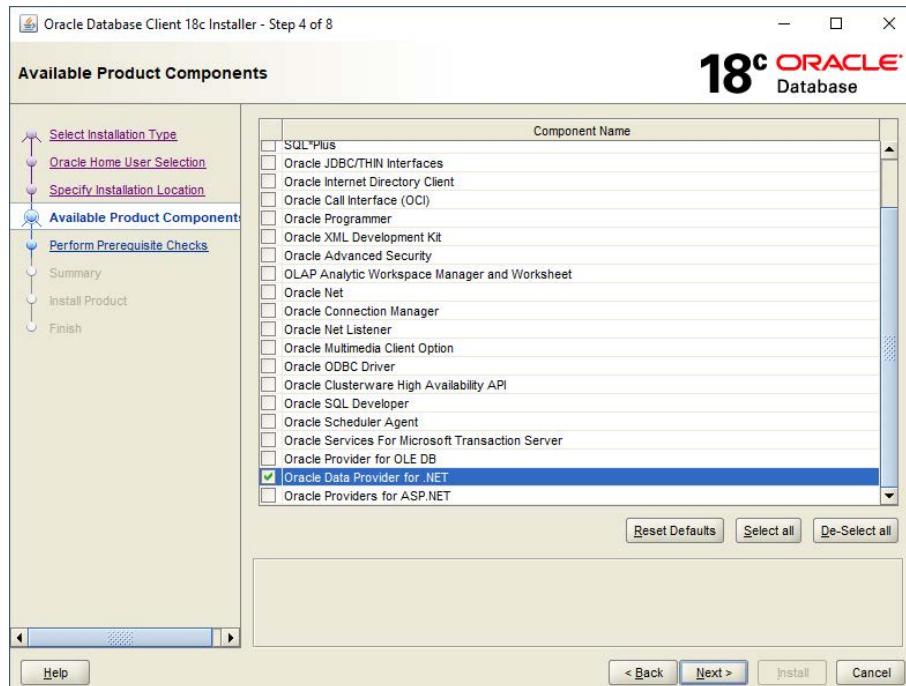 Oracle Database Client 18c Installer - Step 4 of 8
Available Product Components
18c ORACLE
Database
Select Installation Type
Oracle Home User Selection
Specify Installation Location
Available Product Components
Perform Prerequisite Checks
Summary
Install Product
Finish
Component Name
SQL*Plus
Oracle JDBC/THIN Interfaces
Oracle Internet Directory Client
Oracle Call Interface (OCI)
Oracle Programmer
Oracle XML Development Kit
Oracle Advanced Security
OLAP Analytic Workspace Manager and Worksheet
Oracle Net
Oracle Connection Manager
Oracle Net Listener
Oracle Multimedia Client Option
Oracle ODBC Driver
Oracle Clusterware High Availability API
Oracle SQL Developer
Oracle Scheduler Agent
Oracle Services For Microsoft Transaction Server
Oracle Provider for OLE DB
Oracle Data Provider for .NET
Oracle Providers for ASP.NET
Reset Defaults Select all De-Select all
Help < Back Next > Install Cancel